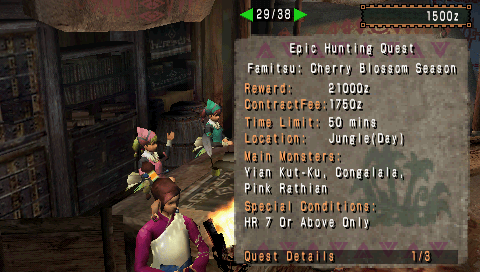 29/38
1500z
Epic Hunting Quest
Famitsu: Cherry Blossom Season
Reward: 21000z
ContractFee:1750z
Time Limit: 50 mins
Location: Jungle(Day)
Main Monsters:
Yian Kut-Ku, Congalala,
Pink Rathian
Special Conditions:
HR 7 Or Above Only
Quest Details 1/3